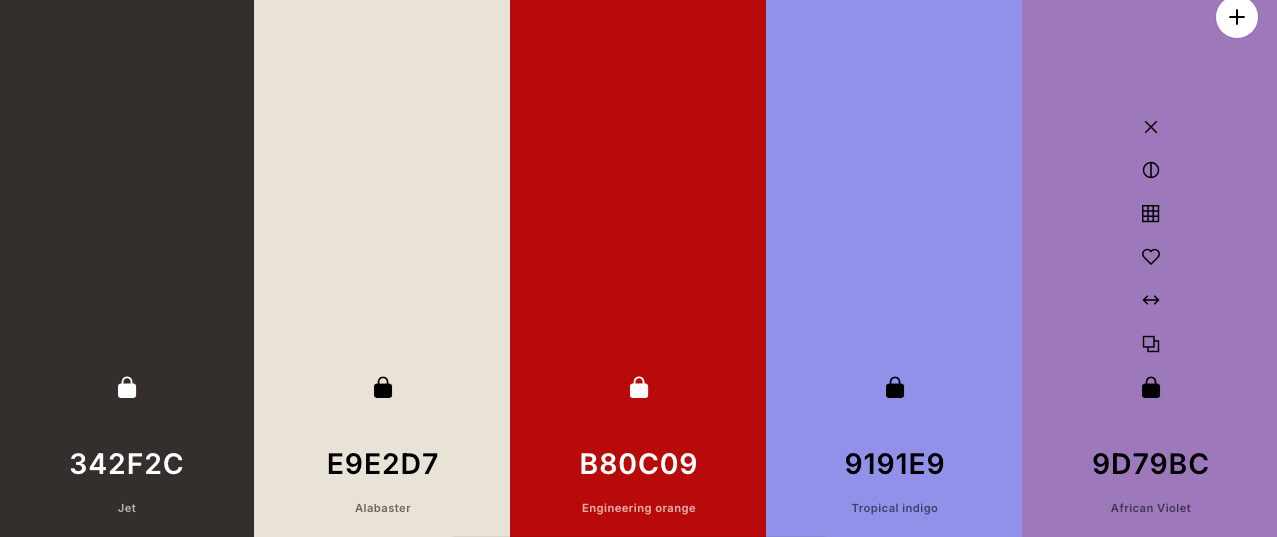 342F2C
Jet
E9E2D7
Alabaster
B80C09
Engineering orange
9191E9
Tropical indigo
9D79BC
African Violet